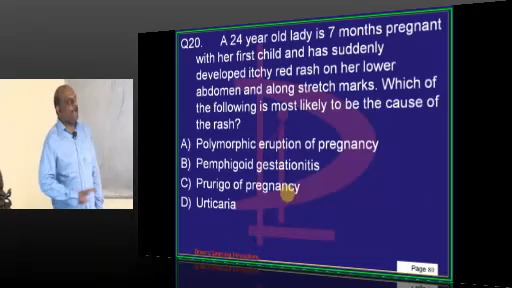 Q20. A 24 year old lady is 7 months pregnant
with her first child and has suddenly
developed itchy red rash on her lower
abdomen and along stretch marks. Which of
the following is most likely to be the cause of
the rash?
A) Polymorphic eruption of pregnancy
B) Pemphigoid gestationitis
C) Prurigo of pregnancy
D) Urticaria
Page 80